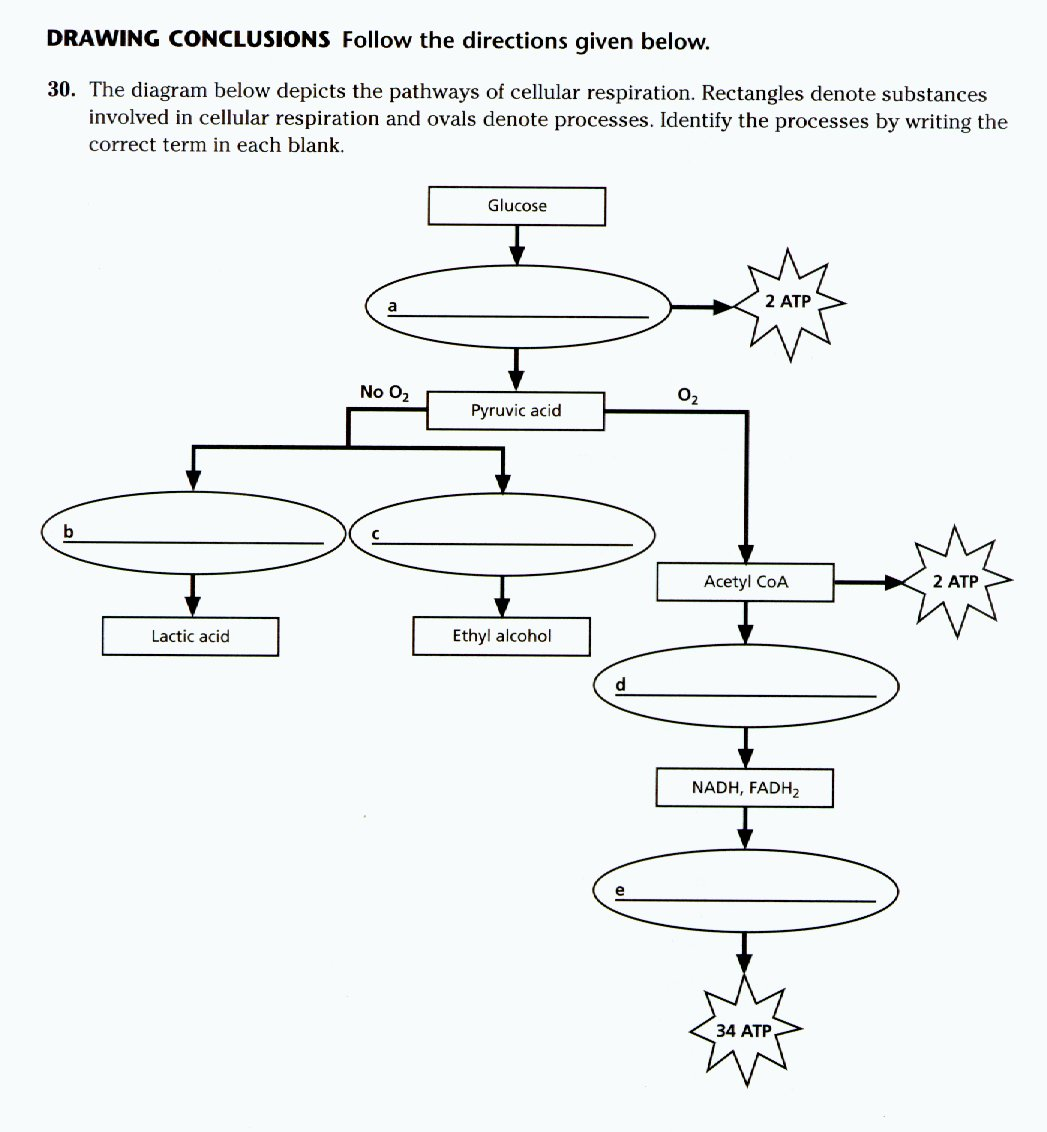 DRAWING CONCLUSIONS Follow the directions given below.
30. The diagram below depicts the pathways of cellular respiration. Rectangles denote substances
involved in cellular respiration and ovals denote processes. Identify the processes by writing the
correct term in each blank.
Glucose
a
2 ATP
No O₂
Pyruvic acid
O₂
b
c
Acetyl CoA
2 ATP
Lactic acid
Ethyl alcohol
d
NADH, FADH₂
e
34 ATP